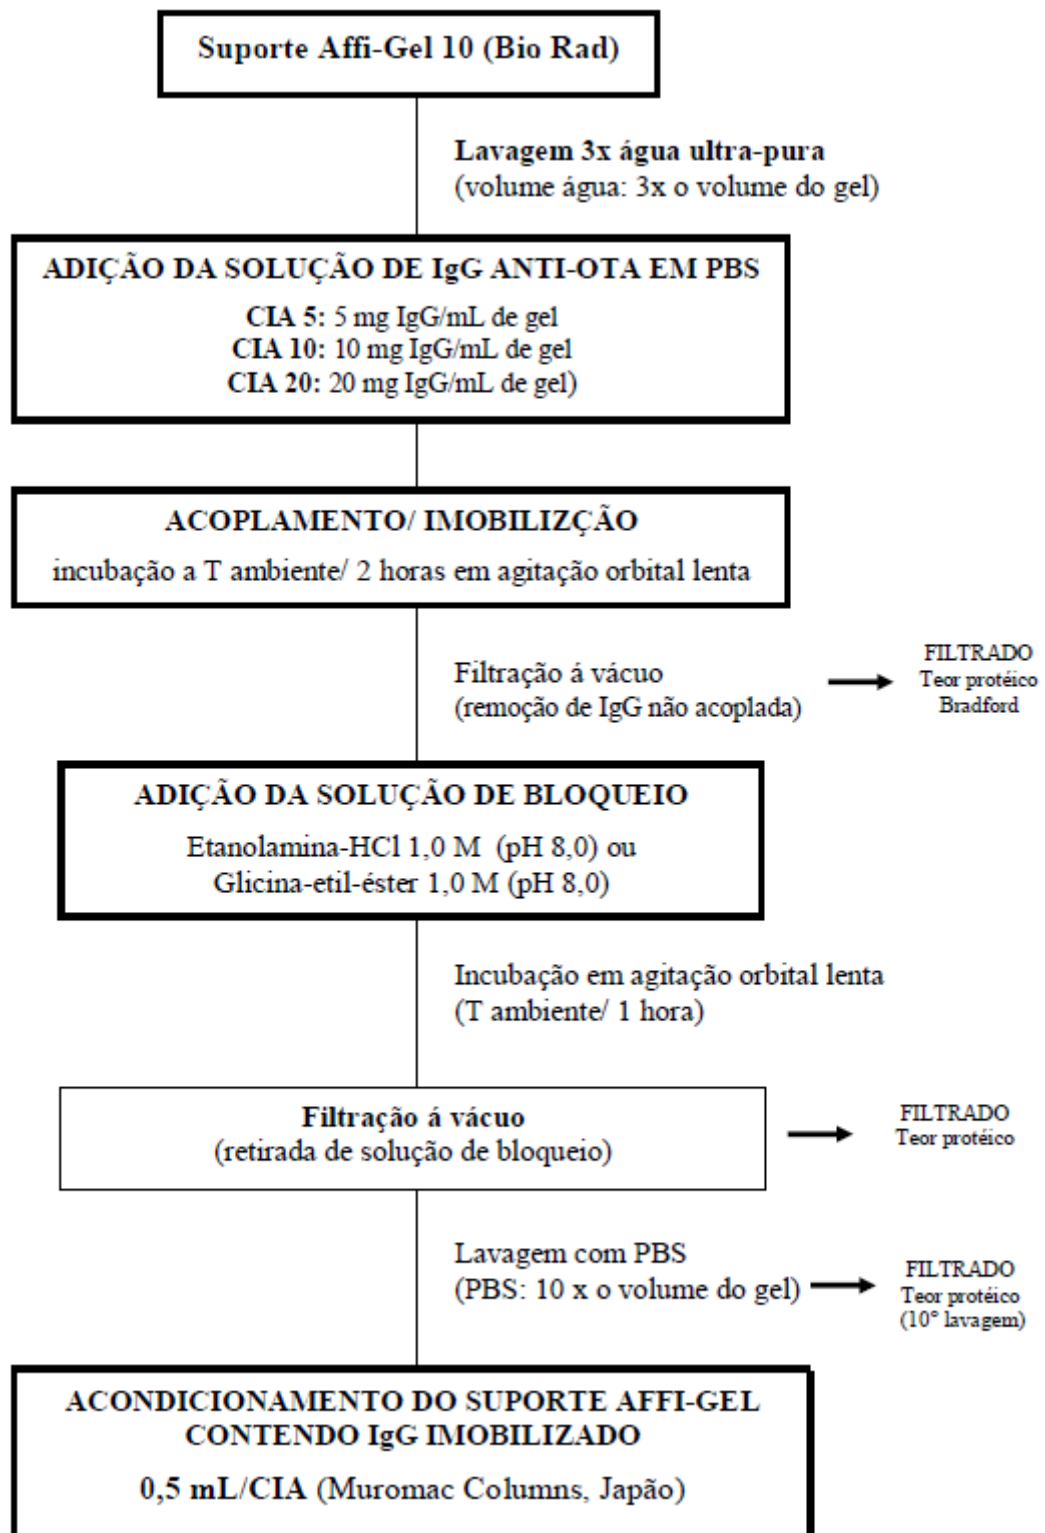 Suporte Affi-Gel 10 (Bio Rad)
Lavagem 3x água ultra-pura
(volume água: 3x o volume do gel)
ADIÇÃO DA SOLUÇÃO DE IgG ANTI-OTA EM PBS
CIA 5: 5 mg IgG/mL de gel
CIA 10: 10 mg IgG/mL de gel
CIA 20: 20 mg IgG/mL de gel)
ACOPLAMENTO/ IMOBILIZÇÃO
incubação a T ambiente/ 2 horas em agitação orbital lenta
Filtração á vácuo
(remoção de IgG não acoplada)
FILTRADO
Teor protéico
Bradford
ADIÇÃO DA SOLUÇÃO DE BLOQUEIO
Etanolamina-HCl 1,0 M (pH 8,0) ou
Glicina-etil-éster 1,0 M (pH 8,0)
Incubação em agitação orbital lenta
(T ambiente/ 1 hora)
Filtração á vácuo
(retirada de solução de bloqueio)
FILTRADO
Teor protéico
Lavagem com PBS
(PBS: 10 x o volume do gel)
FILTRADO
Teor protéico
(10° lavagem)
ACONDICIONAMENTO DO SUPORTE AFFI-GEL
CONTENDO IgG IMOBILIZADO
0,5 mL/CIA (Muromac Columns, Japão)